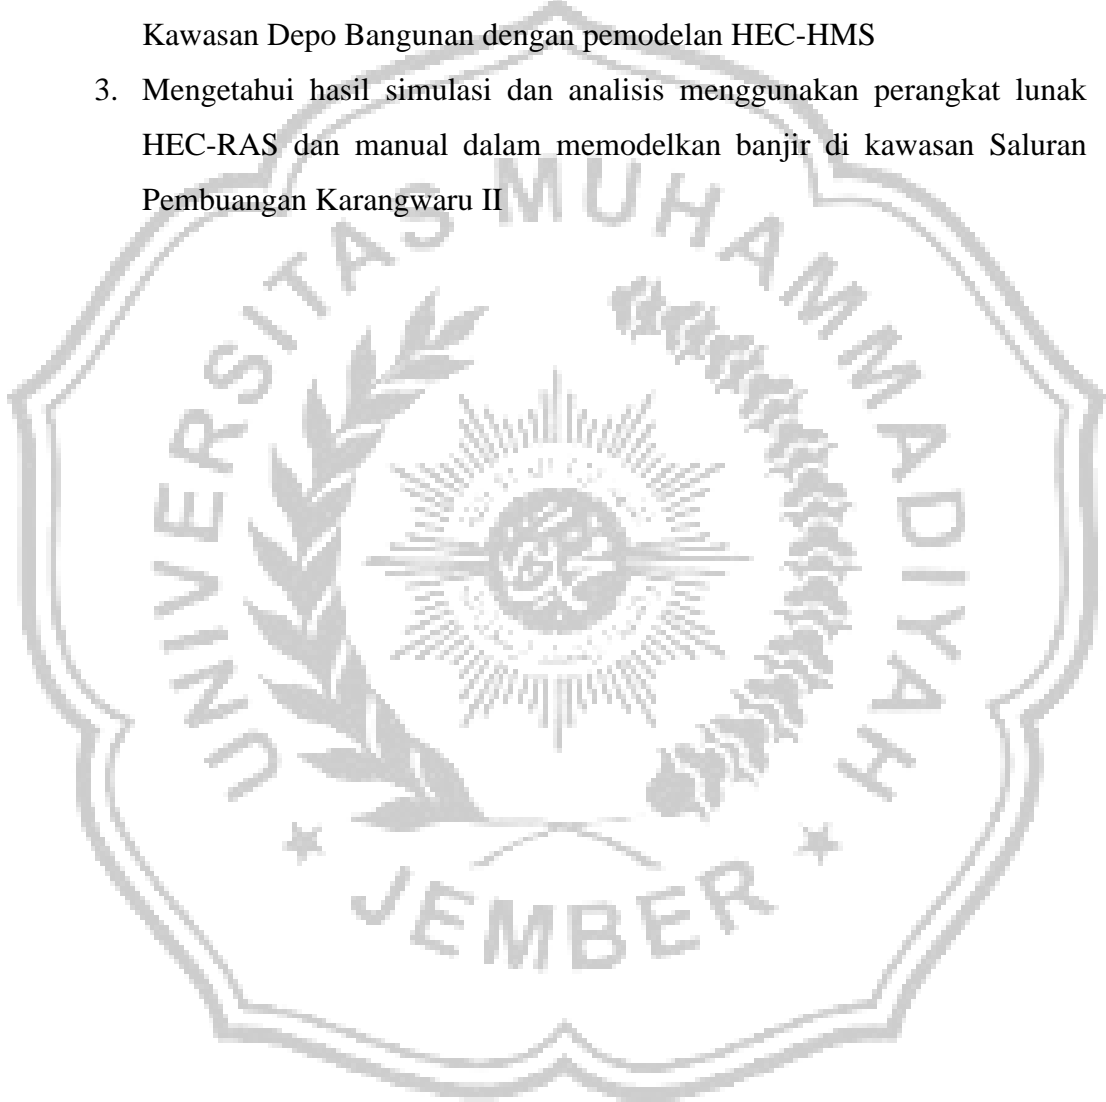 Kawasan Depo Bangunan dengan pemodelan HEC-HMS
3. Mengetahui hasil simulasi dan analisis menggunakan perangkat lunak
HEC-RAS dan manual dalam memodelkan banjir di kawasan Saluran
Pembuangan Karangwaru II
UNIVERSITAS MUHAMMADIYAH
JEMBER